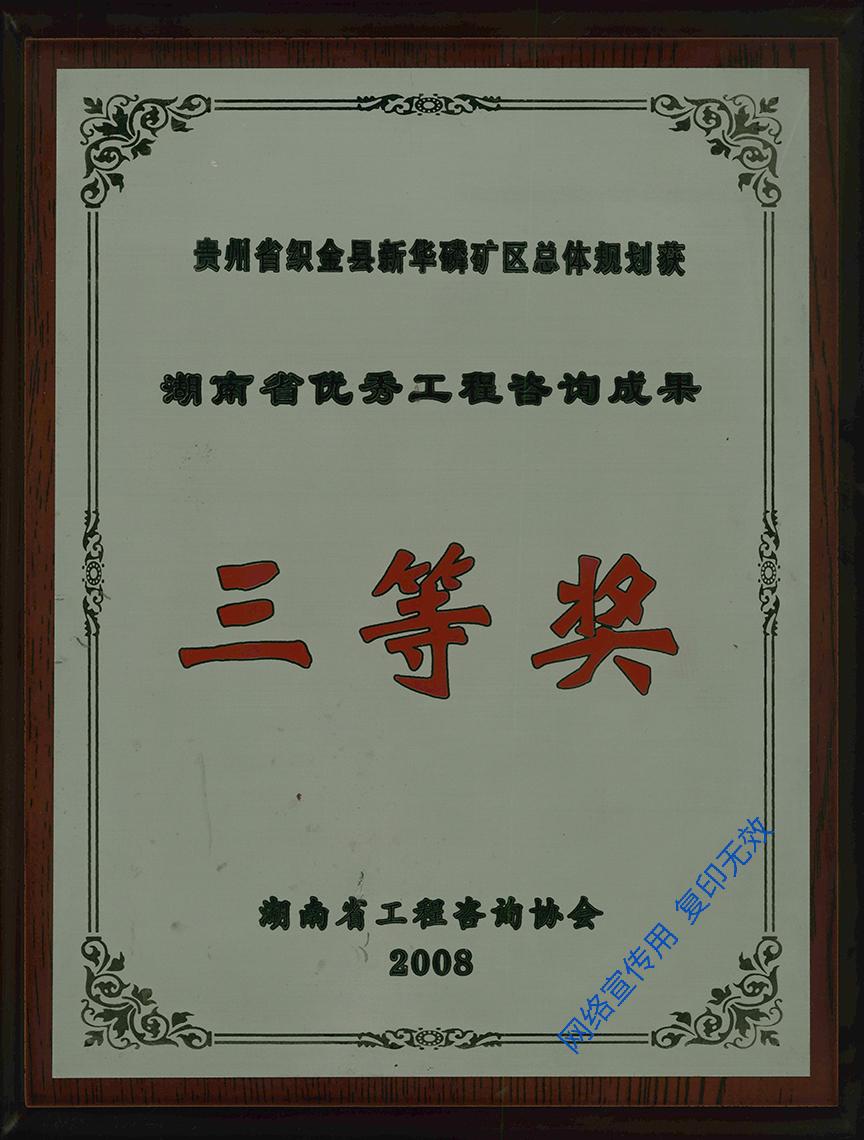 贵州省织金县新华磷矿区总体规划获
湖南省优秀工程咨询成果
三等奖
湖南省工程咨询协会
2008
网络宣传用 复印无效